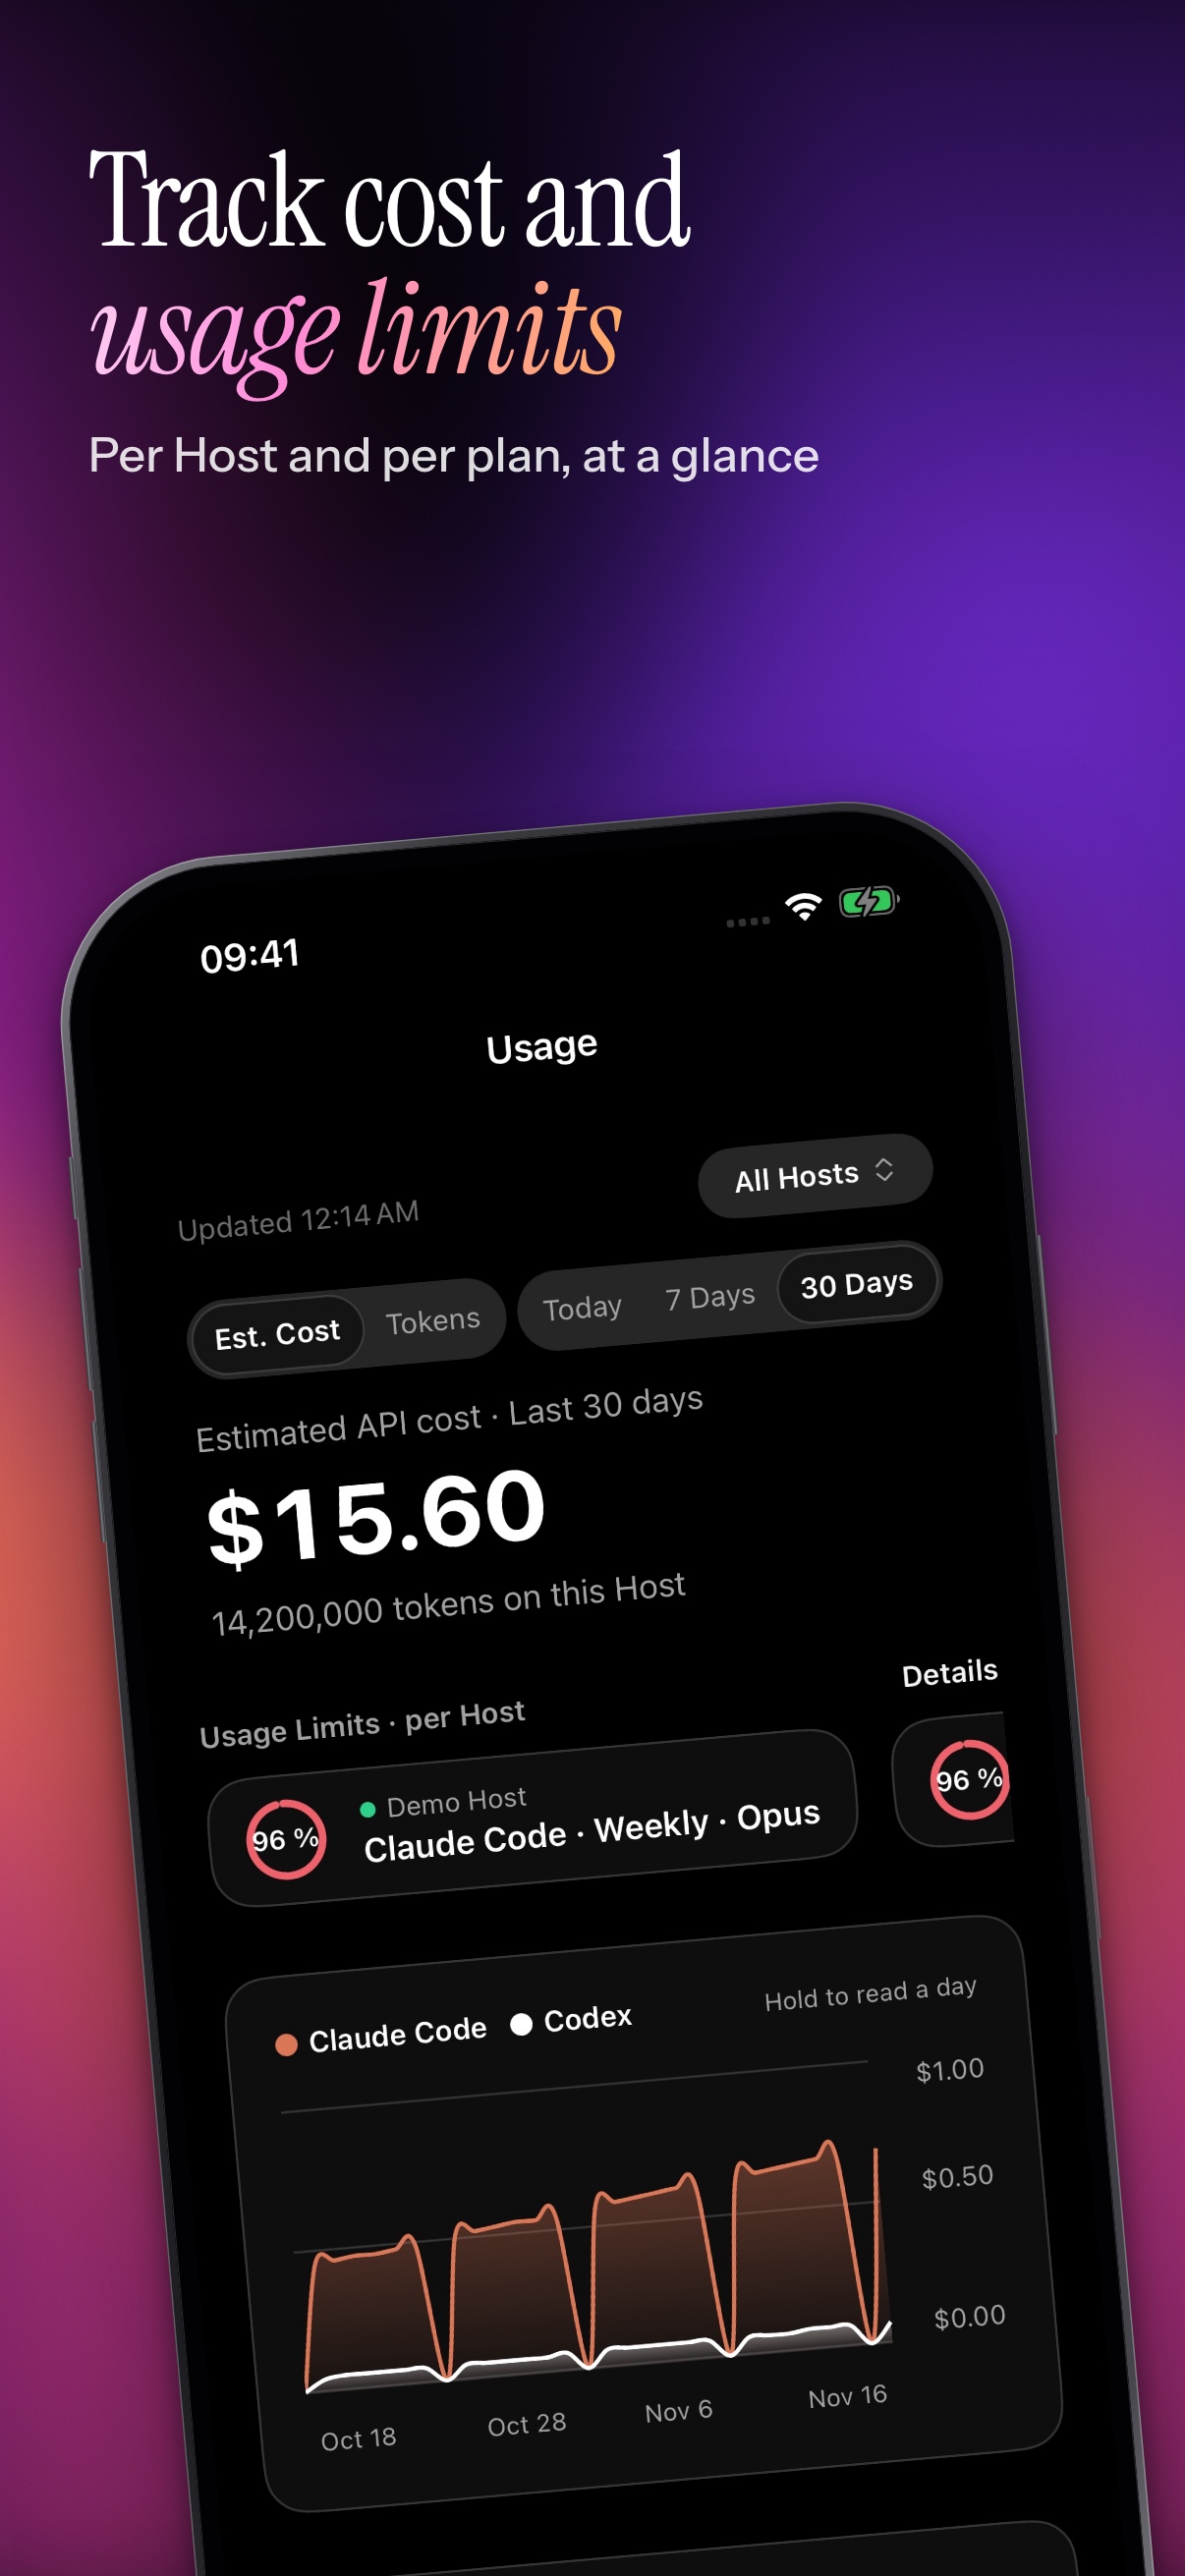 Track cost and
usage limits
Per Host and per plan, at a glance
09:41
Usage
All Hosts
Updated 12:14 AM
Est. Cost Tokens Today 7 Days 30 Days
Estimated API cost · Last 30 days
$15.60
14,200,000 tokens on this Host
Usage Limits · per Host Details
96 %
Demo Host
Claude Code · Weekly · Opus
96 %
Claude Code Codex Hold to read a day
$1.00
$0.50
$0.00
Oct 18 Oct 28 Nov 6 Nov 16